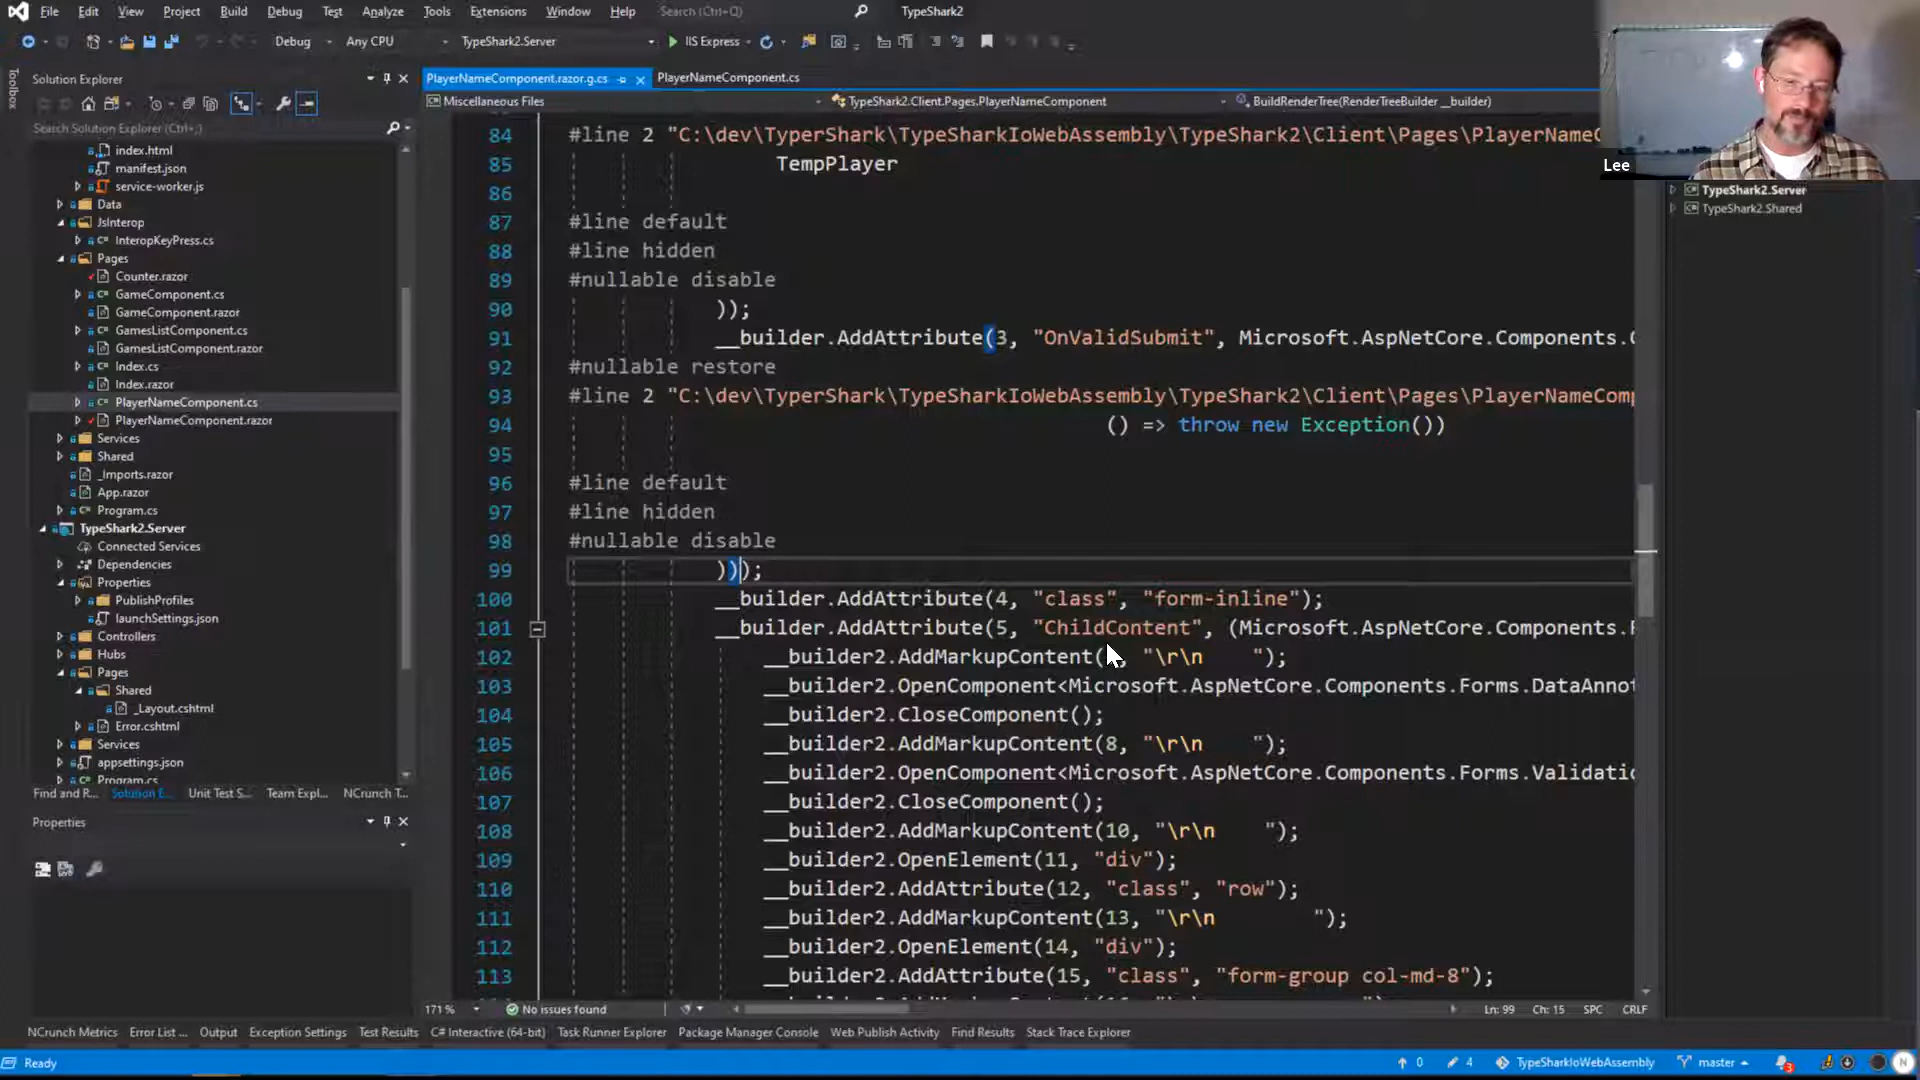 File Edit View Project Build Debug Test Analyze Tools Extensions Window Help Search (Ctrl+Q) TypeShark2
Debug Any CPU TypeShark2.Server IIS Express
Toolbox
Solution Explorer
Search Solution Explorer (Ctrl+;)
index.html
manifest.json
service-worker.js
Data
JsInterop
InteropKeyPress.cs
Pages
Counter.razor
GameComponent.cs
GameComponent.razor
GamesListComponent.cs
GamesListComponent.razor
Index.cs
Index.razor
PlayerNameComponent.cs
PlayerNameComponent.razor
Services
Shared
_Imports.razor
App.razor
Program.cs
TypeShark2.Server
Connected Services
Dependencies
Properties
PublishProfiles
launchSettings.json
Controllers
Hubs
Pages
Shared
_Layout.cshtml
Error.cshtml
Services
appsettings.json
Program.cs
Find and R... Solution E... Unit Test S... Team Expl... NCrunch T...
Properties
PlayerNameComponent.razor.g.cs PlayerNameComponent.cs
Miscellaneous Files TypeShark2.Client.Pages.PlayerNameComponent BuildRenderTree(RenderTreeBuilder __builder)
84 #line 2 "C:\dev\TyperShark\TypeSharkIoWebAssembly\TypeShark2\Client\Pages\PlayerNameC
85 TempPlayer
86
87 #line default
88 #line hidden
89 #nullable disable
90 ));
91 __builder.AddAttribute(3, "OnValidSubmit", Microsoft.AspNetCore.Components.
92 #nullable restore
93 #line 2 "C:\dev\TyperShark\TypeSharkIoWebAssembly\TypeShark2\Client\Pages\PlayerNameComp
94 () => throw new Exception())
95
96 #line default
97 #line hidden
98 #nullable disable
99 )));
100 __builder.AddAttribute(4, "class", "form-inline");
101 __builder.AddAttribute(5, "ChildContent", (Microsoft.AspNetCore.Components.
102 __builder2.AddMarkupContent( , "\r\n    ");
103 __builder2.OpenComponent<Microsoft.AspNetCore.Components.Forms.DataAnnot
104 __builder2.CloseComponent();
105 __builder2.AddMarkupContent(8, "\r\n    ");
106 __builder2.OpenComponent<Microsoft.AspNetCore.Components.Forms.Validatio
107 __builder2.CloseComponent();
108 __builder2.AddMarkupContent(10, "\r\n    ");
109 __builder2.OpenElement(11, "div");
110 __builder2.AddAttribute(12, "class", "row");
111 __builder2.AddMarkupContent(13, "\r\n        ");
112 __builder2.OpenElement(14, "div");
113 __builder2.AddAttribute(15, "class", "form-group col-md-8");
171 % No issues found Ln: 99 Ch: 15 SPC CRLF
Lee
TypeShark2.Server
TypeShark2.Shared
NCrunch Metrics Error List ... Output Exception Settings Test Results C# Interactive (64-bit) Task Runner Explorer Package Manager Console Web Publish Activity Find Results Stack Trace Explorer
Ready 0 4 TypeSharkIoWebAssembly master 3 N